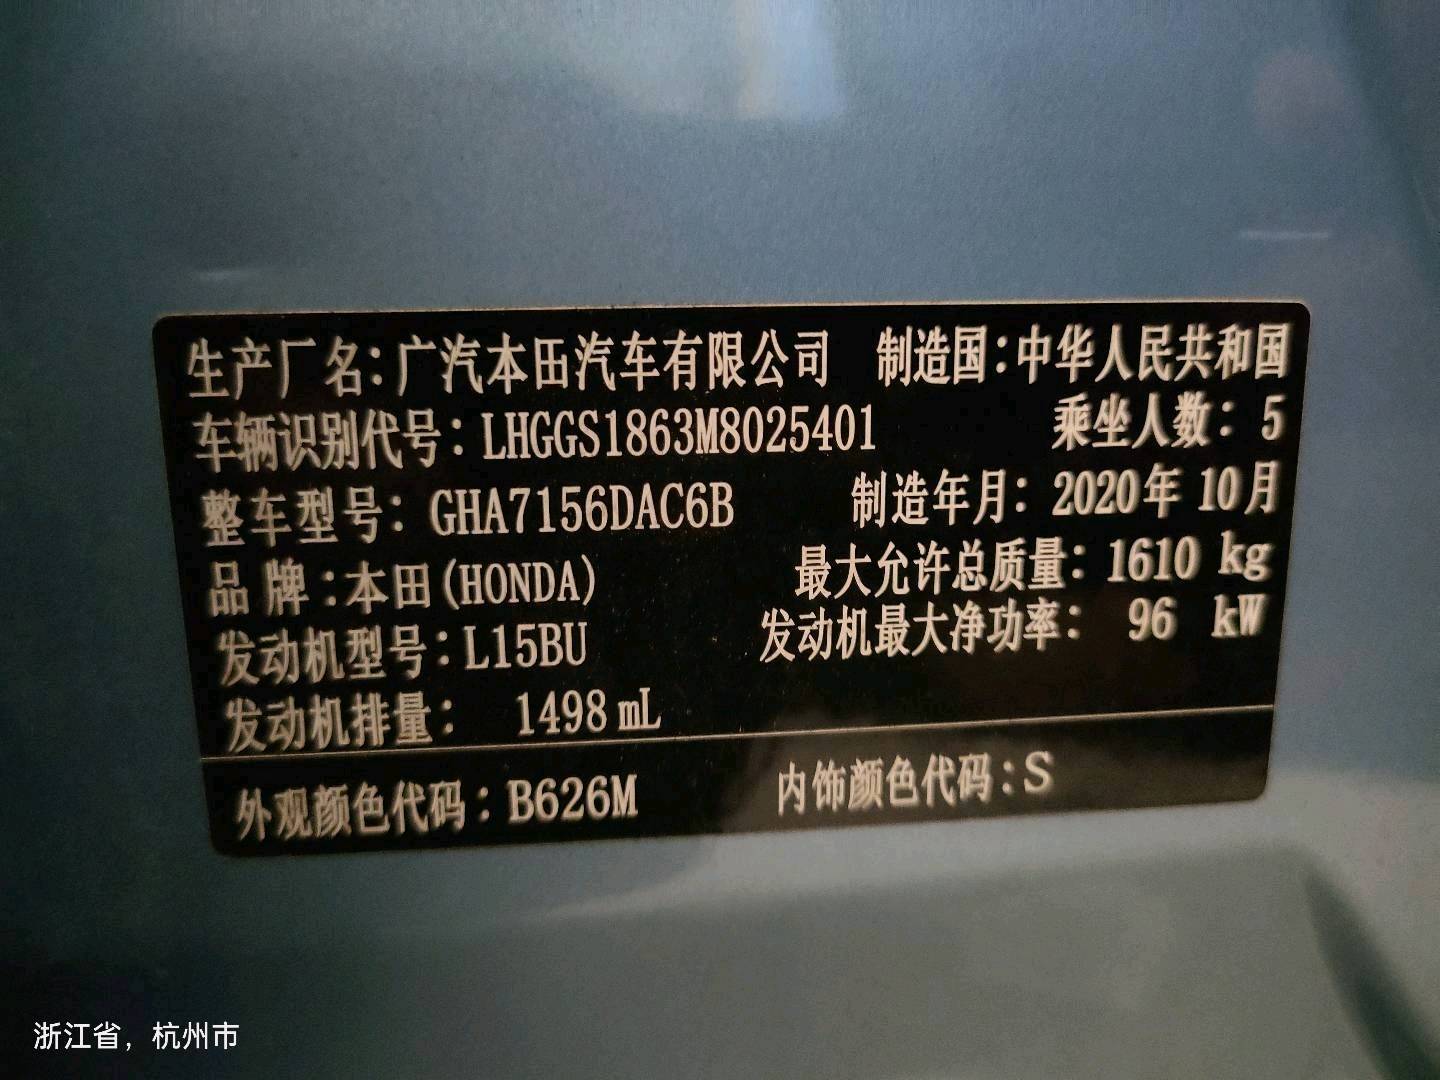 生产厂名：广汽本田汽车有限公司 制造国：中华人民共和国
车辆识别代号：LHGGS1863M8025401 乘坐人数：5
整车型号：GHA7156DAC6B 制造年月：2020年10月
品牌：本田(HONDA) 最大允许总质量：1610 kg
发动机型号：L15BU 发动机最大净功率：96 kW
发动机排量：1498 mL
外观颜色代码：B626M 内饰颜色代码：S
浙江省，杭州市